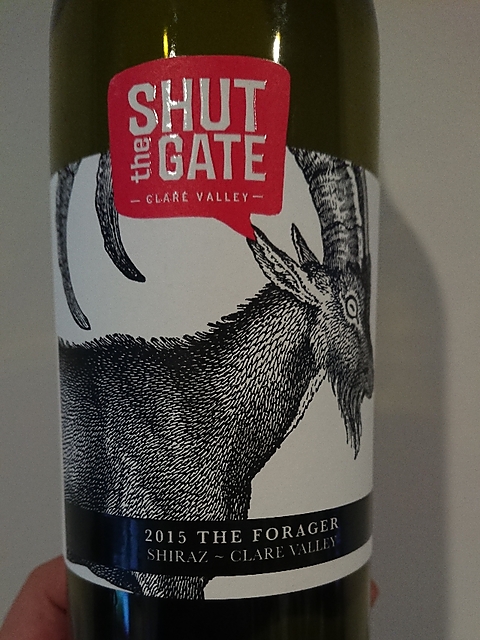 SHUT
the GATE
– CLARE VALLEY –
2015 THE FORAGER
SHIRAZ ~ CLARE VALLEY